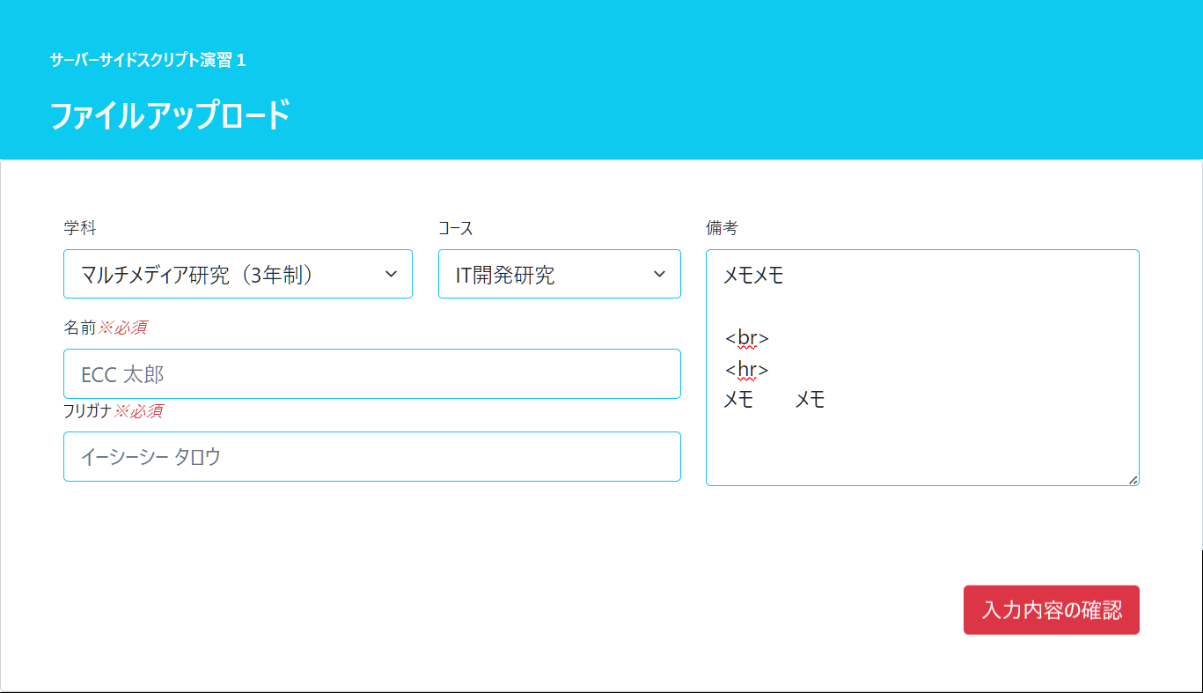 サーバーサイドスクリプト演習 1
ファイルアップロード
学科
マルチメディア研究（3年制）
コース
IT開発研究
名前※必須
ECC 太郎
フリガナ※必須
イーシーシー タロウ
備考
メモメモ
<br>
<hr>
メモ　　メモ
入力内容の確認